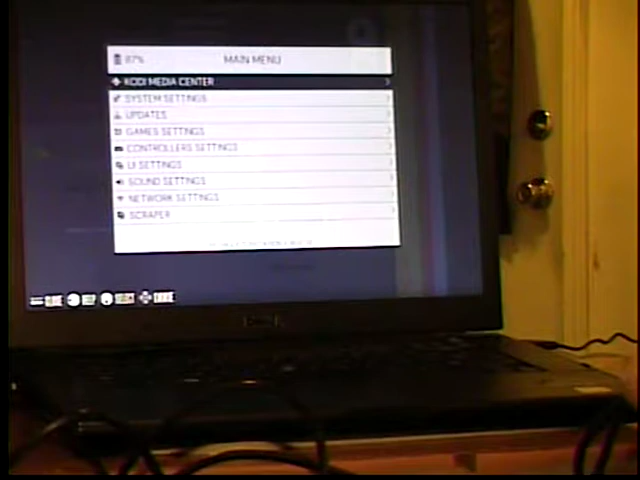 87%
MAIN MENU
KODI MEDIA CENTER
SYSTEM SETTINGS
UPDATES
GAMES SETTINGS
CONTROLLERS SETTINGS
UI SETTINGS
SOUND SETTINGS
NETWORK SETTINGS
SCRAPER
SELECT